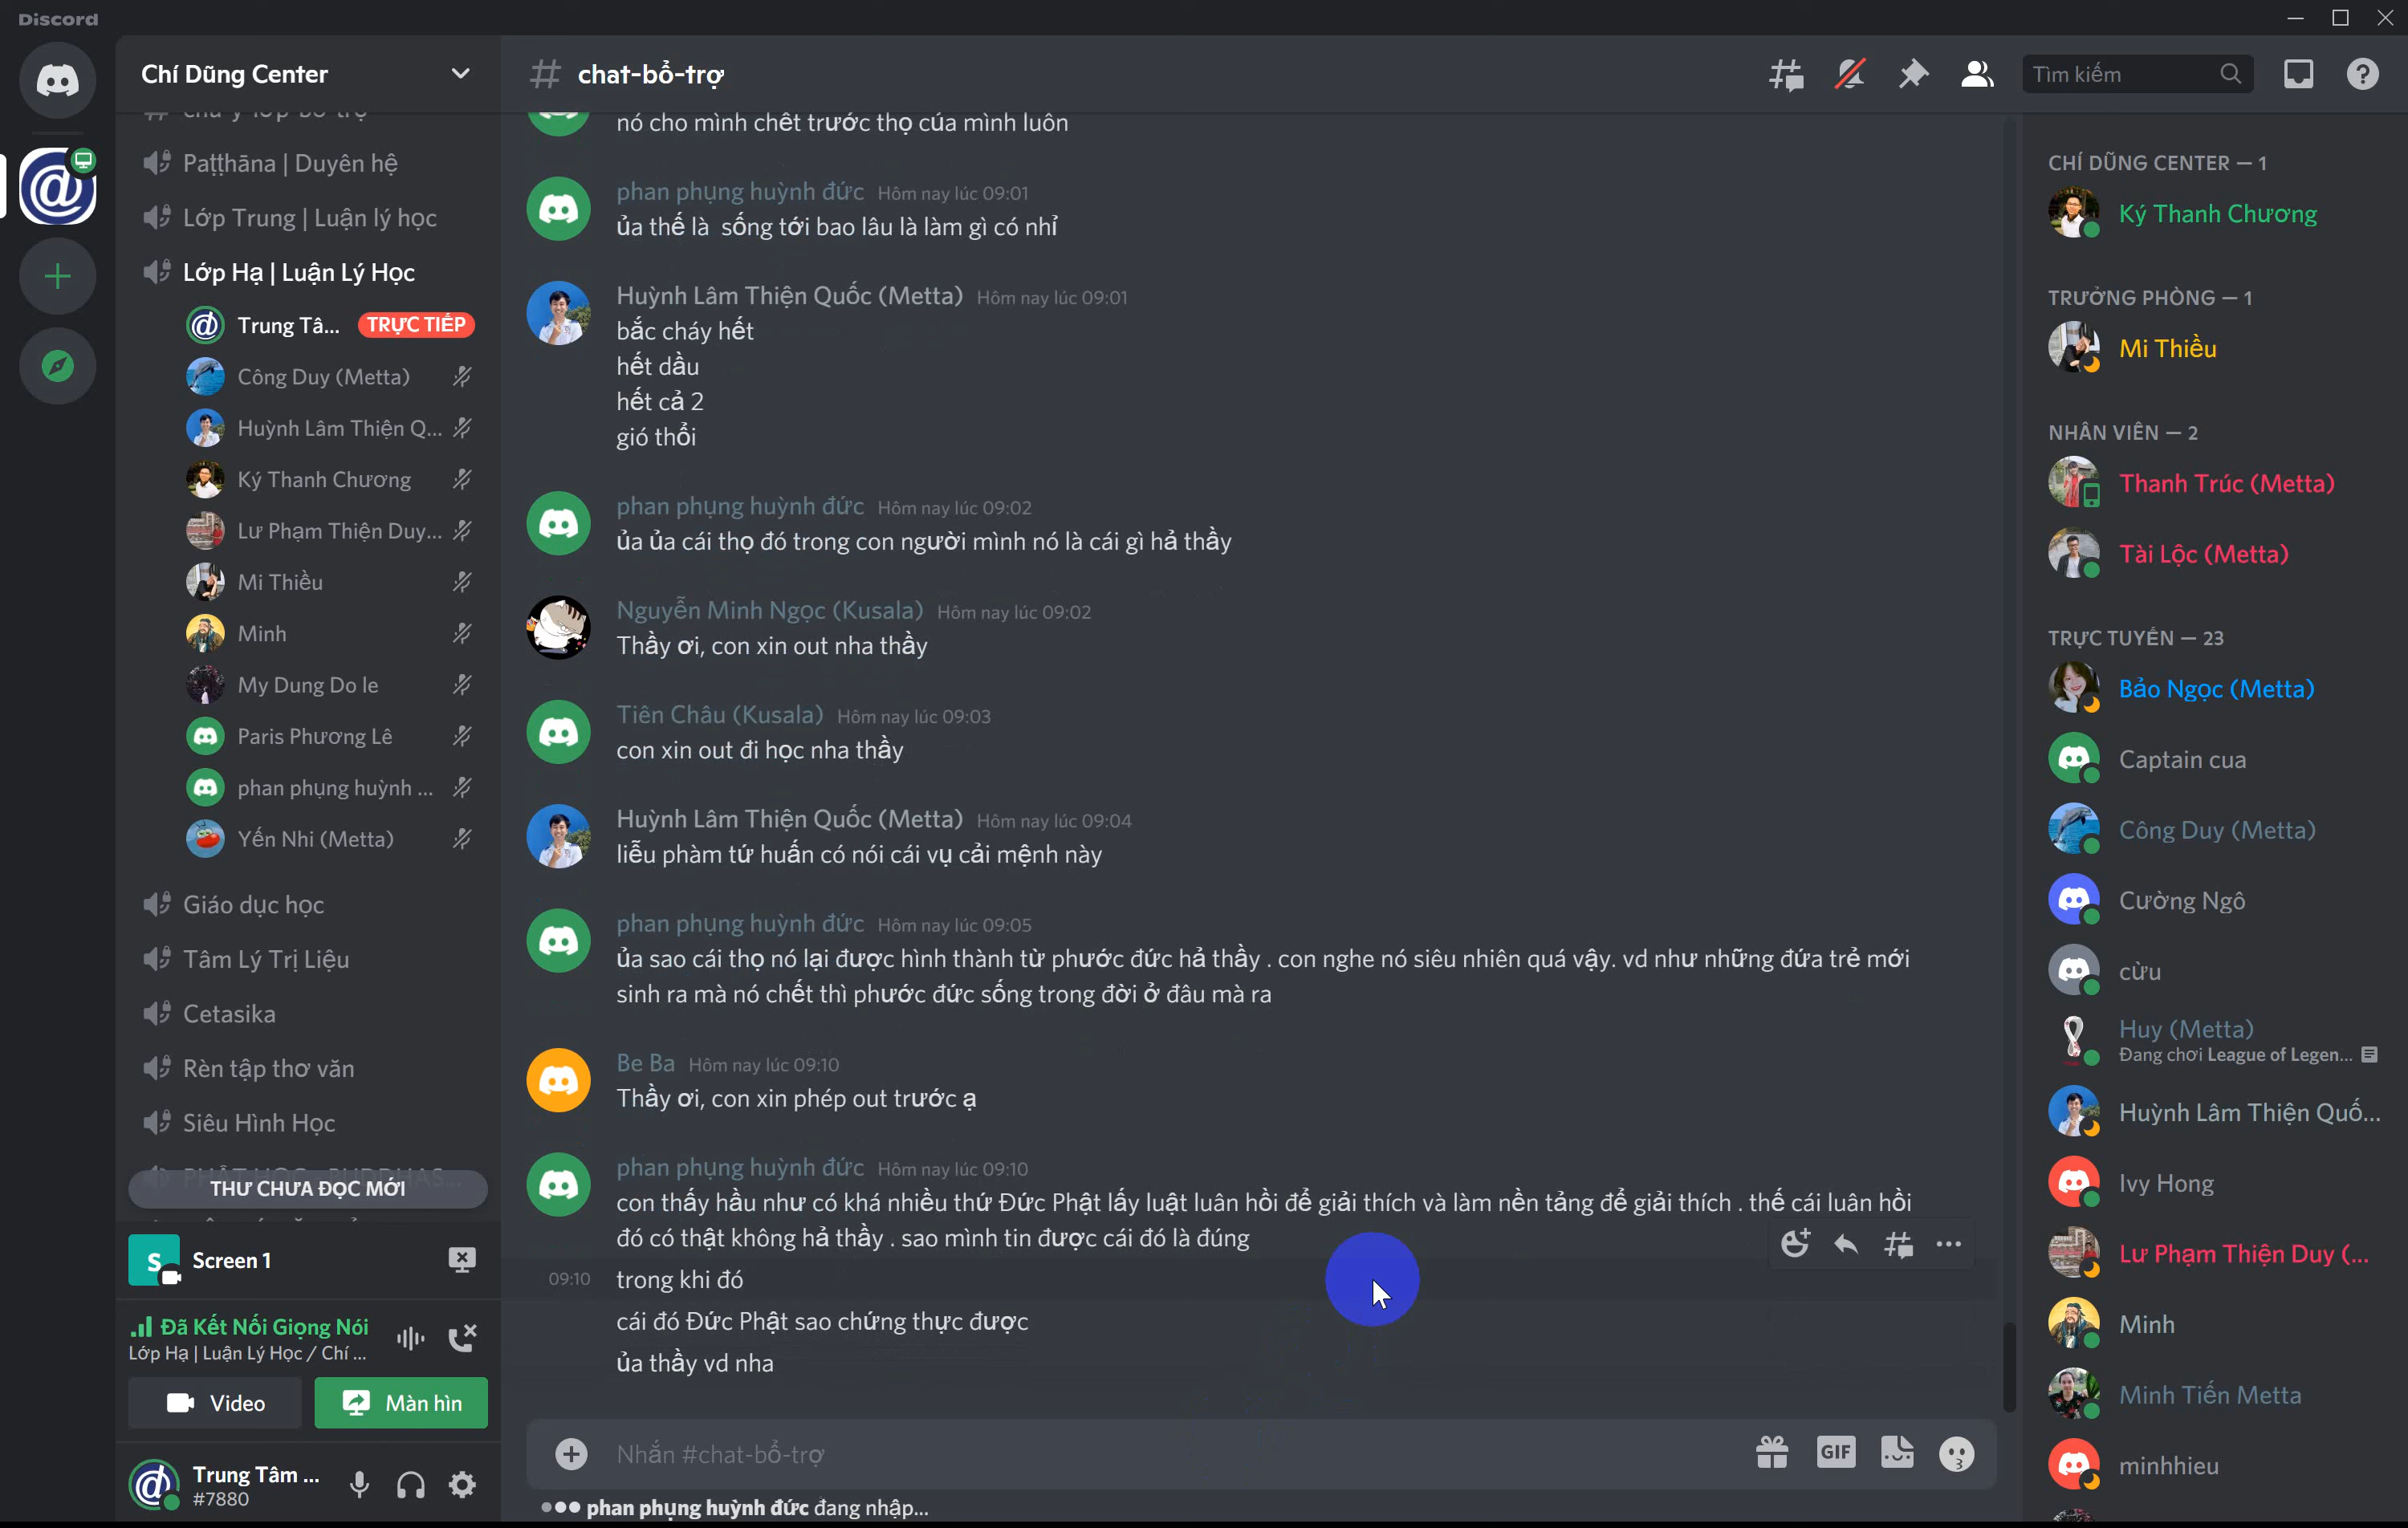 Discord
Chí Dũng Center
Paṭṭhāna | Duyên hệ
Lớp Trung | Luận lý học
Lớp Hạ | Luận Lý Học
Trung Tâ... TRỰC TIẾP
Công Duy (Metta)
Huỳnh Lâm Thiện Q...
Ký Thanh Chương
Lư Phạm Thiện Duy...
Mi Thiều
Minh
My Dung Do le
Paris Phương Lê
phan phụng huỳnh ...
Yến Nhi (Metta)
Giáo dục học
Tâm Lý Trị Liệu
Cetasika
Rèn tập thơ văn
Siêu Hình Học
THƯ CHƯA ĐỌC MỚI
S Screen 1
Đã Kết Nối Giọng Nói
Lớp Hạ | Luận Lý Học / Chí ...
Video
Màn hìn
Trung Tâm ...
#7880
chat-bổ-trợ
Tìm kiếm
nó cho mình chết trước thọ của mình luôn
phan phụng huỳnh đức Hôm nay lúc 09:01
ủa thế là sống tới bao lâu là làm gì có nhỉ
Huỳnh Lâm Thiện Quốc (Metta) Hôm nay lúc 09:01
bắc cháy hết
hết dầu
hết cả 2
gió thổi
phan phụng huỳnh đức Hôm nay lúc 09:02
ủa ủa cái thọ đó trong con người mình nó là cái gì hả thầy
Nguyễn Minh Ngọc (Kusala) Hôm nay lúc 09:02
Thầy ơi, con xin out nha thầy
Tiên Châu (Kusala) Hôm nay lúc 09:03
con xin out đi học nha thầy
Huỳnh Lâm Thiện Quốc (Metta) Hôm nay lúc 09:04
liễu phàm tứ huấn có nói cái vụ cải mệnh này
phan phụng huỳnh đức Hôm nay lúc 09:05
ủa sao cái thọ nó lại được hình thành từ phước đức hả thầy . con nghe nó siêu nhiên quá vậy. vd như những đứa trẻ mới
sinh ra mà nó chết thì phước đức sống trong đời ở đâu mà ra
Be Ba Hôm nay lúc 09:10
Thầy ơi, con xin phép out trước ạ
phan phụng huỳnh đức Hôm nay lúc 09:10
con thấy hầu như có khá nhiều thứ Đức Phật lấy luật luân hồi để giải thích và làm nền tảng để giải thích . thế cái luân hồi
đó có thật không hả thầy . sao mình tin được cái đó là đúng
09:10 trong khi đó
cái đó Đức Phật sao chứng thực được
ủa thầy vd nha
Nhắn #chat-bổ-trợ
GIF
phan phụng huỳnh đức đang nhập...
CHÍ DŨNG CENTER — 1
Ký Thanh Chương
TRƯỞNG PHÒNG — 1
Mi Thiều
NHÂN VIÊN — 2
Thanh Trúc (Metta)
Tài Lộc (Metta)
TRỰC TUYẾN — 23
Bảo Ngọc (Metta)
Captain cua
Công Duy (Metta)
Cường Ngô
cừu
Huy (Metta)
Đang chơi League of Legen...
Huỳnh Lâm Thiện Quố...
Ivy Hong
Lư Phạm Thiện Duy (...
Minh
Minh Tiến Metta
minhhieu